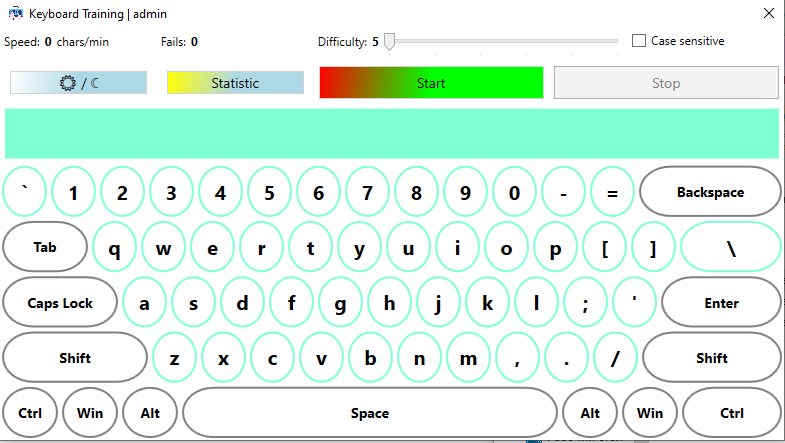 Keyboard Training | admin
Speed: 0 chars/min Fails: 0 Difficulty: 5 Case sensitive
/ Statistic Start Stop
` 1 2 3 4 5 6 7 8 9 0 - = Backspace
Tab q w e r t y u i o p [ ] \
Caps Lock a s d f g h j k l ; ' Enter
Shift z x c v b n m , . / Shift
Ctrl Win Alt Space Alt Win Ctrl